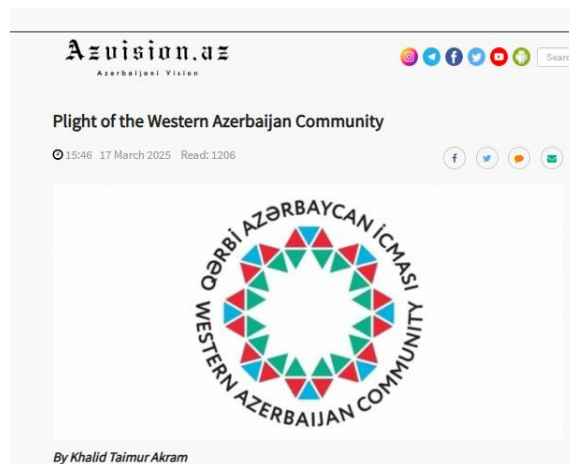 Azvision.az
Azerbaijani Vision
Plight of the Western Azerbaijan Community
15:46 17 March 2025 Read: 1206
QƏRBİ AZƏRBAYCAN İCMASI
WESTERN AZERBAIJAN COMMUNITY
By Khalid Taimur Akram